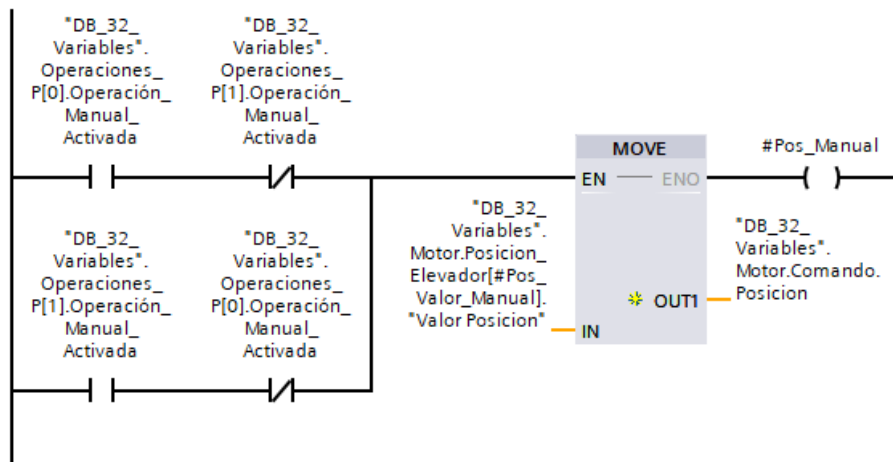 "DB_32_
Variables".
Operaciones_
P[0].Operación_
Manual_
Activada
"DB_32_
Variables".
Operaciones_
P[1].Operación_
Manual_
Activada
MOVE
EN
ENO
#Pos_Manual
"DB_32_
Variables".
Motor.Posicion_
Elevador[#Pos_
Valor_Manual].
"Valor Posicion"
IN
OUT1
"DB_32_
Variables".
Motor.Comando.
Posicion
"DB_32_
Variables".
Operaciones_
P[1].Operación_
Manual_
Activada
"DB_32_
Variables".
Operaciones_
P[0].Operación_
Manual_
Activada